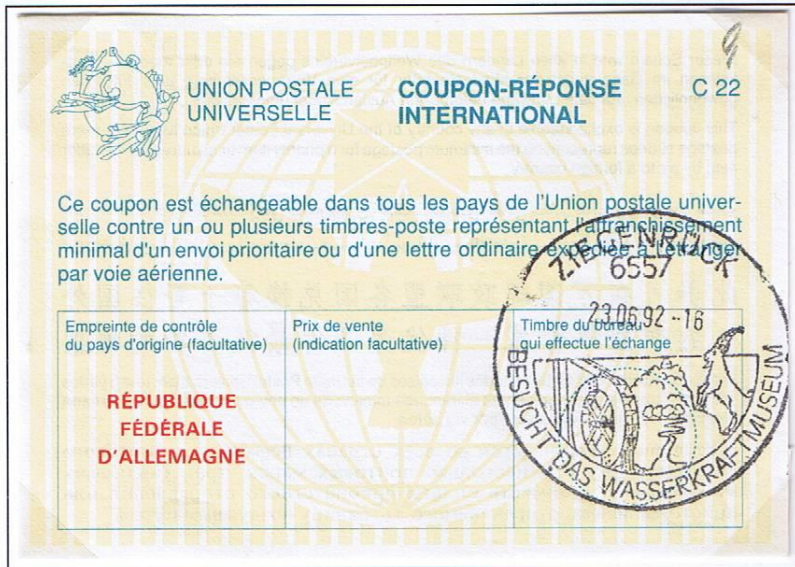 UNION POSTALE
UNIVERSELLE
COUPON-RÉPONSE
INTERNATIONAL
C 22
Ce coupon est échangeable dans tous les pays de l'Union postale univer-
selle contre un ou plusieurs timbres-poste représentant l'affranchissement
minimal d'un envoi prioritaire ou d'une lettre ordinaire expédiée à l'étranger
par voie aérienne.
Empreinte de contrôle
du pays d'origine (facultative)
Prix de vente
(indication facultative)
Timbre du bureau
qui effectue l'échange
RÉPUBLIQUE
FÉDÉRALE
D'ALLEMAGNE
ZIEGENRÜCK
6557
23.06.92 -16
BESUCHT DAS WASSERKRAFTMUSEUM